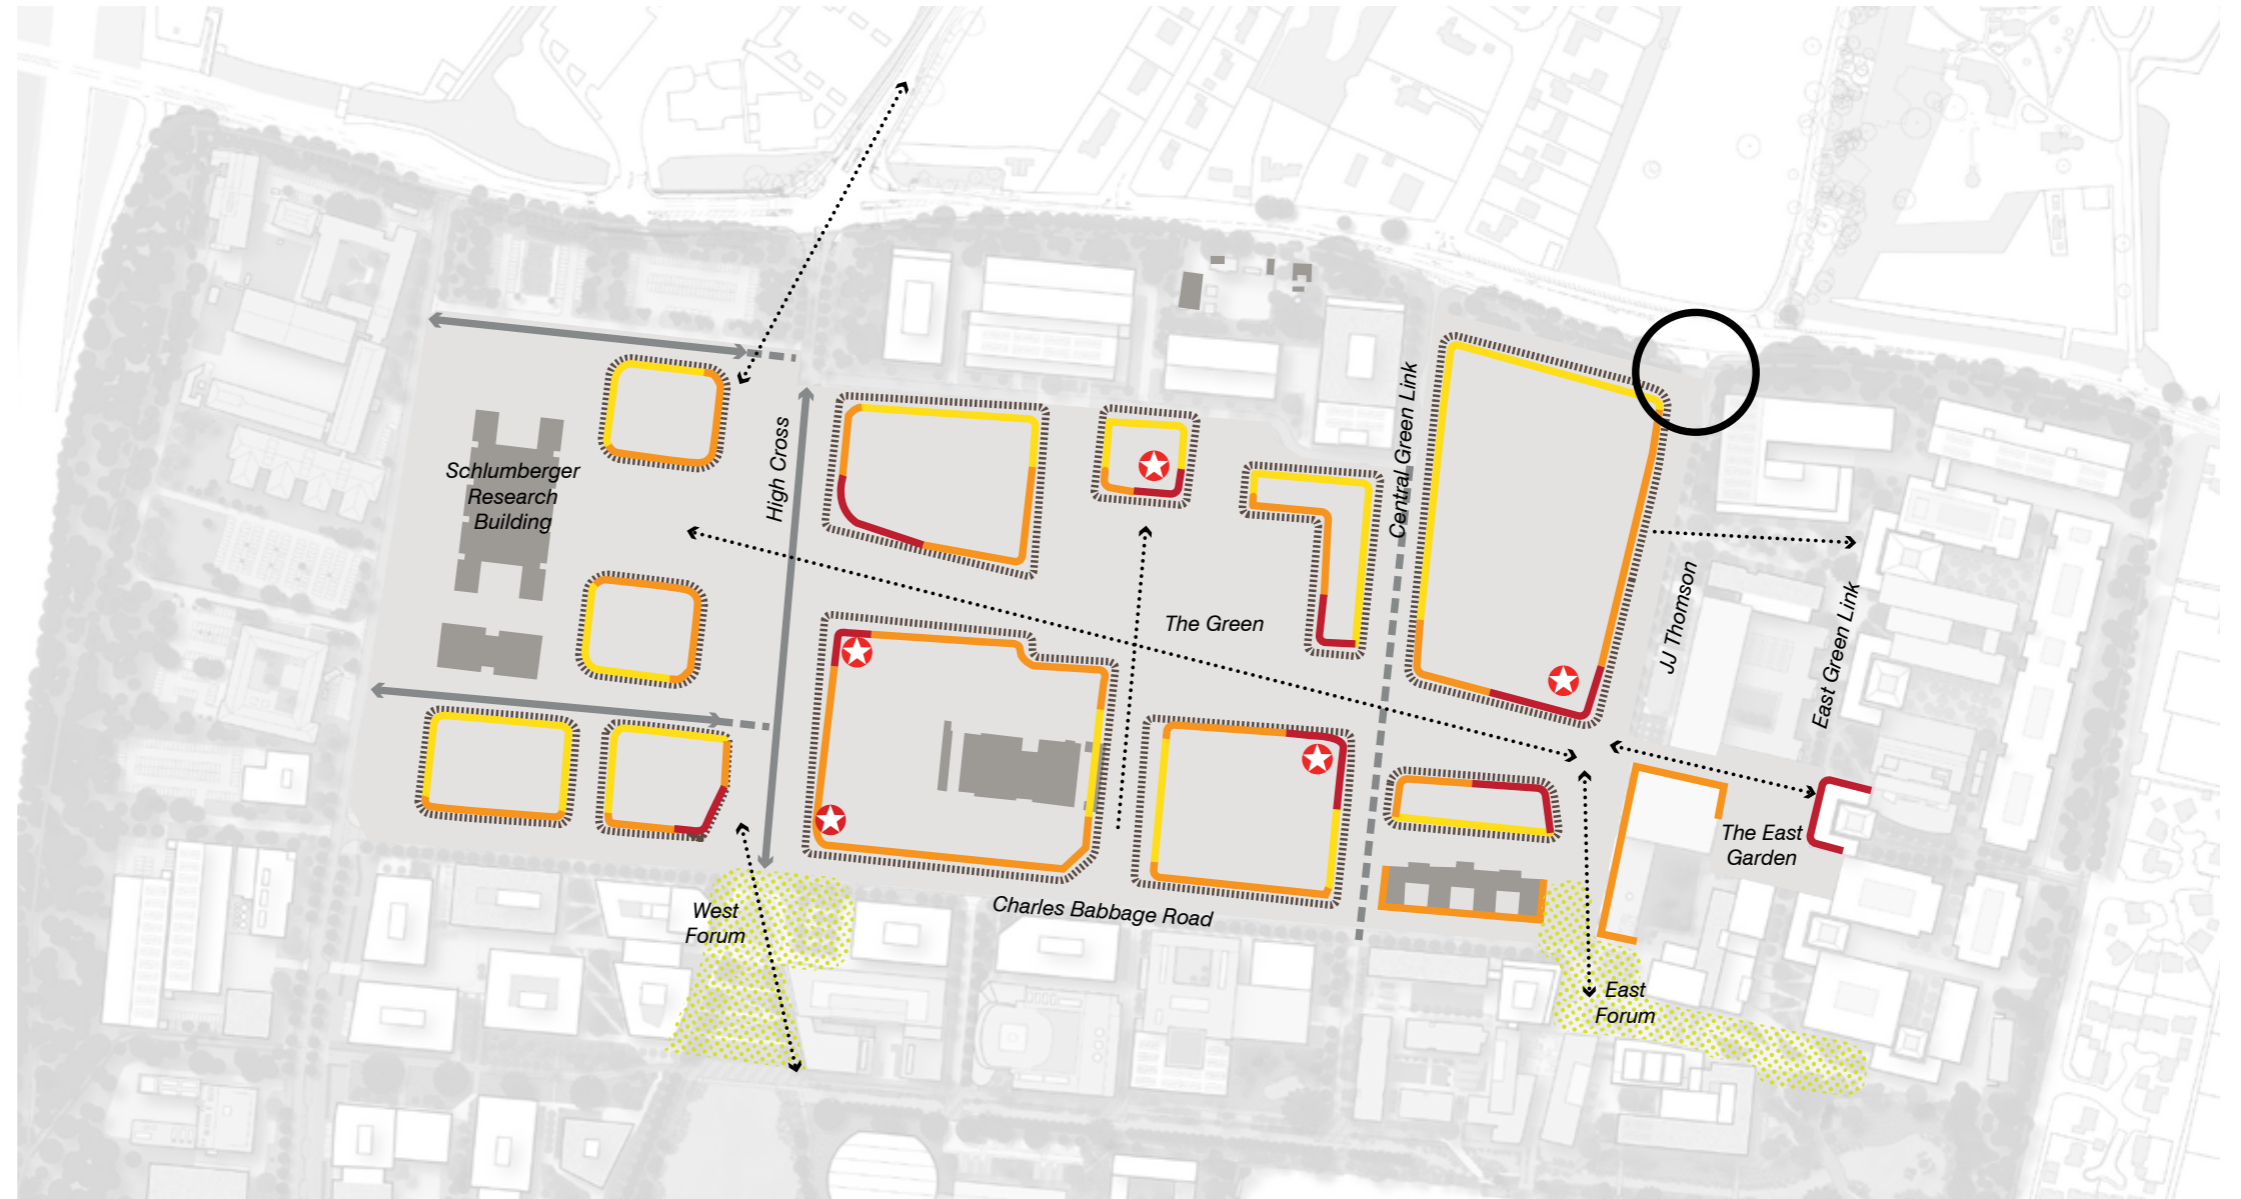 Schlumberger
Research
Building
High Cross
Central Green Link
The Green
JJ Thomson
East Green Link
The East
Garden
West
Forum
Charles Babbage Road
East
Forum